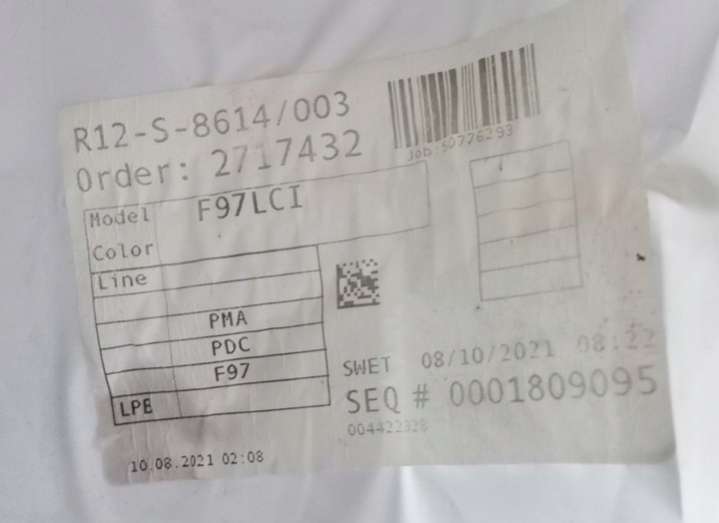 R12-S-8614/003
Order: 2717432
Job:60776293
Model F97LCI
Color
Line
PMA
PDC
F97
LPE
SWET 08/10/2021 08:22
SEQ # 0001809095
004422328
10.08.2021 02:08